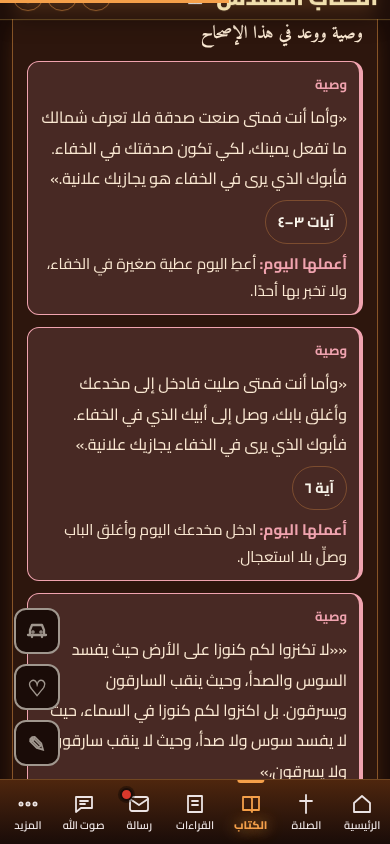 الكتاب المقدس
وصية ووعد في هذا الإصحاح
وصية
«وأما أنت فمتى صنعت صدقة فلا تعرف شمالك
ما تفعل يمينك، لكي تكون صدقتك في الخفاء.
فأبوك الذي يرى في الخفاء هو يجازيك علانية.»
آيات ٣–٤
أعملها اليوم: أعطِ اليوم عطية صغيرة في الخفاء،
ولا تخبر بها أحدًا.
وصية
«وأما أنت فمتى صليت فادخل إلى مخدعك
وأغلق بابك، وصل إلى أبيك الذي في الخفاء.
فأبوك الذي يرى في الخفاء يجازيك علانية.»
آية ٦
أعملها اليوم: ادخل مخدعك اليوم وأغلق الباب
وصلّ بلا استعجال.
وصية
«»لا تكنزوا لكم كنوزا على الأرض حيث يفسد
السوس والصدأ، وحيث ينقب السارقون
ويسرقون. بل اكنزوا لكم كنوزا في السماء، حيث
لا يفسد سوس ولا صدأ، وحيث لا ينقب سارقون
ولا يسرقون،»
الرئيسية
الصلاة
الكتاب
القراءات
رسالة
صوت الله
المزيد